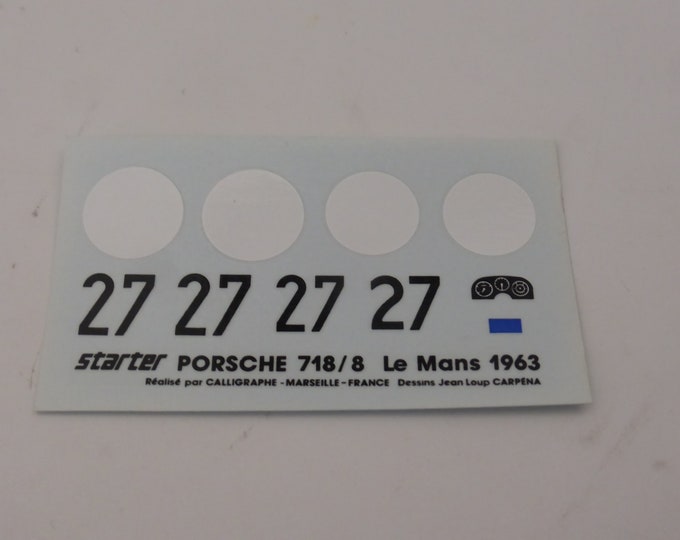 27 27 27 27
starter PORSCHE 718/8 Le Mans 1963
Réalisé par CALLIGRAPHE - MARSEILLE - FRANCE Dessins Jean Loup CARPÉNA